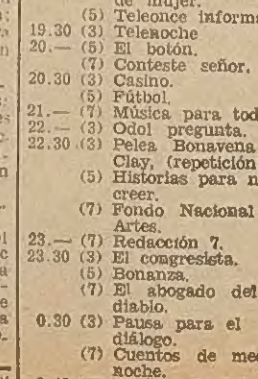 de mujer.
(5) Teleonce informa
19.30 (3) Telenoche
20.— (5) El botón.
(7) Conteste señor.
20.30 (3) Casino.
(5) Fútbol.
21.— (7) Música para tod
22.— (3) Odol pregunta.
22.30 (3) Pelea Bonavena
Clay, (repetición
(5) Historias para n
creer.
(7) Fondo Nacional
Artes.
23.— (7) Redacción 7.
23.30 (3) El congresista.
(5) Bonanza.
(7) El abogado del
diablo.
0.30 (3) Pausa para el
diálogo.
(7) Cuentos de med
noche.